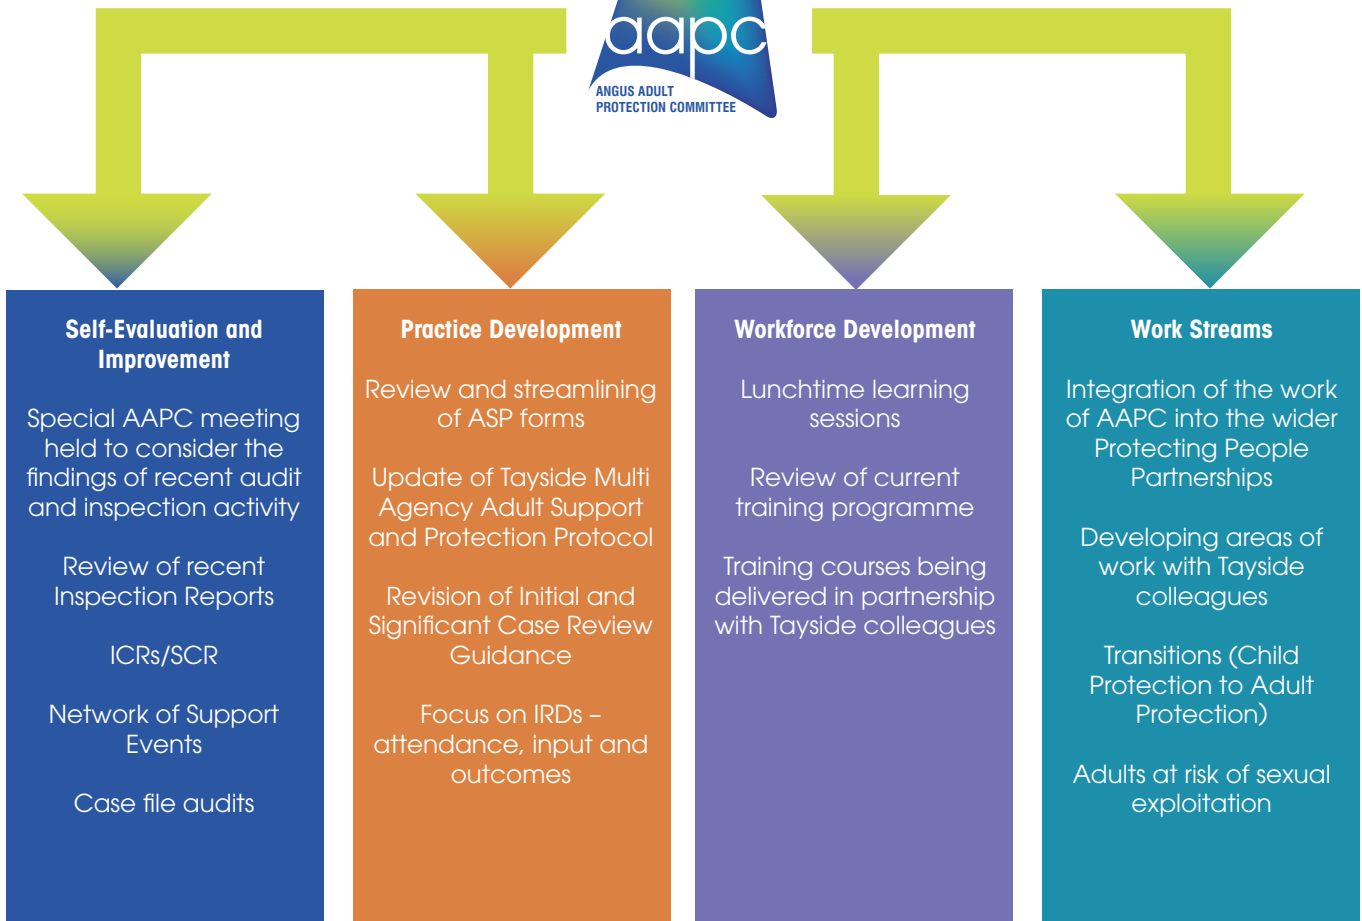 aapc
ANGUS ADULT
PROTECTION COMMITTEE
Self-Evaluation and
Improvement
Special AAPC meeting
held to consider the
findings of recent audit
and inspection activity
Review of recent
Inspection Reports
ICRs/SCR
Network of Support
Events
Case file audits
Practice Development
Review and streamlining
of ASP forms
Update of Tayside Multi
Agency Adult Support
and Protection Protocol
Revision of Initial and
Significant Case Review
Guidance
Focus on IRDs –
attendance, input and
outcomes
Workforce Development
Lunchtime learning
sessions
Review of current
training programme
Training courses being
delivered in partnership
with Tayside colleagues
Work Streams
Integration of the work
of AAPC into the wider
Protecting People
Partnerships
Developing areas of
work with Tayside
colleagues
Transitions (Child
Protection to Adult
Protection)
Adults at risk of sexual
exploitation